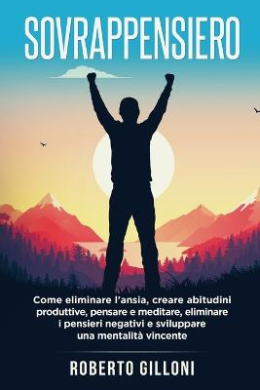 SOVRAPPENSIERO
Come eliminare l'ansia, creare abitudini
produttive, pensare e meditare, eliminare
i pensieri negativi e sviluppare
una mentalità vincente
ROBERTO GILLONI